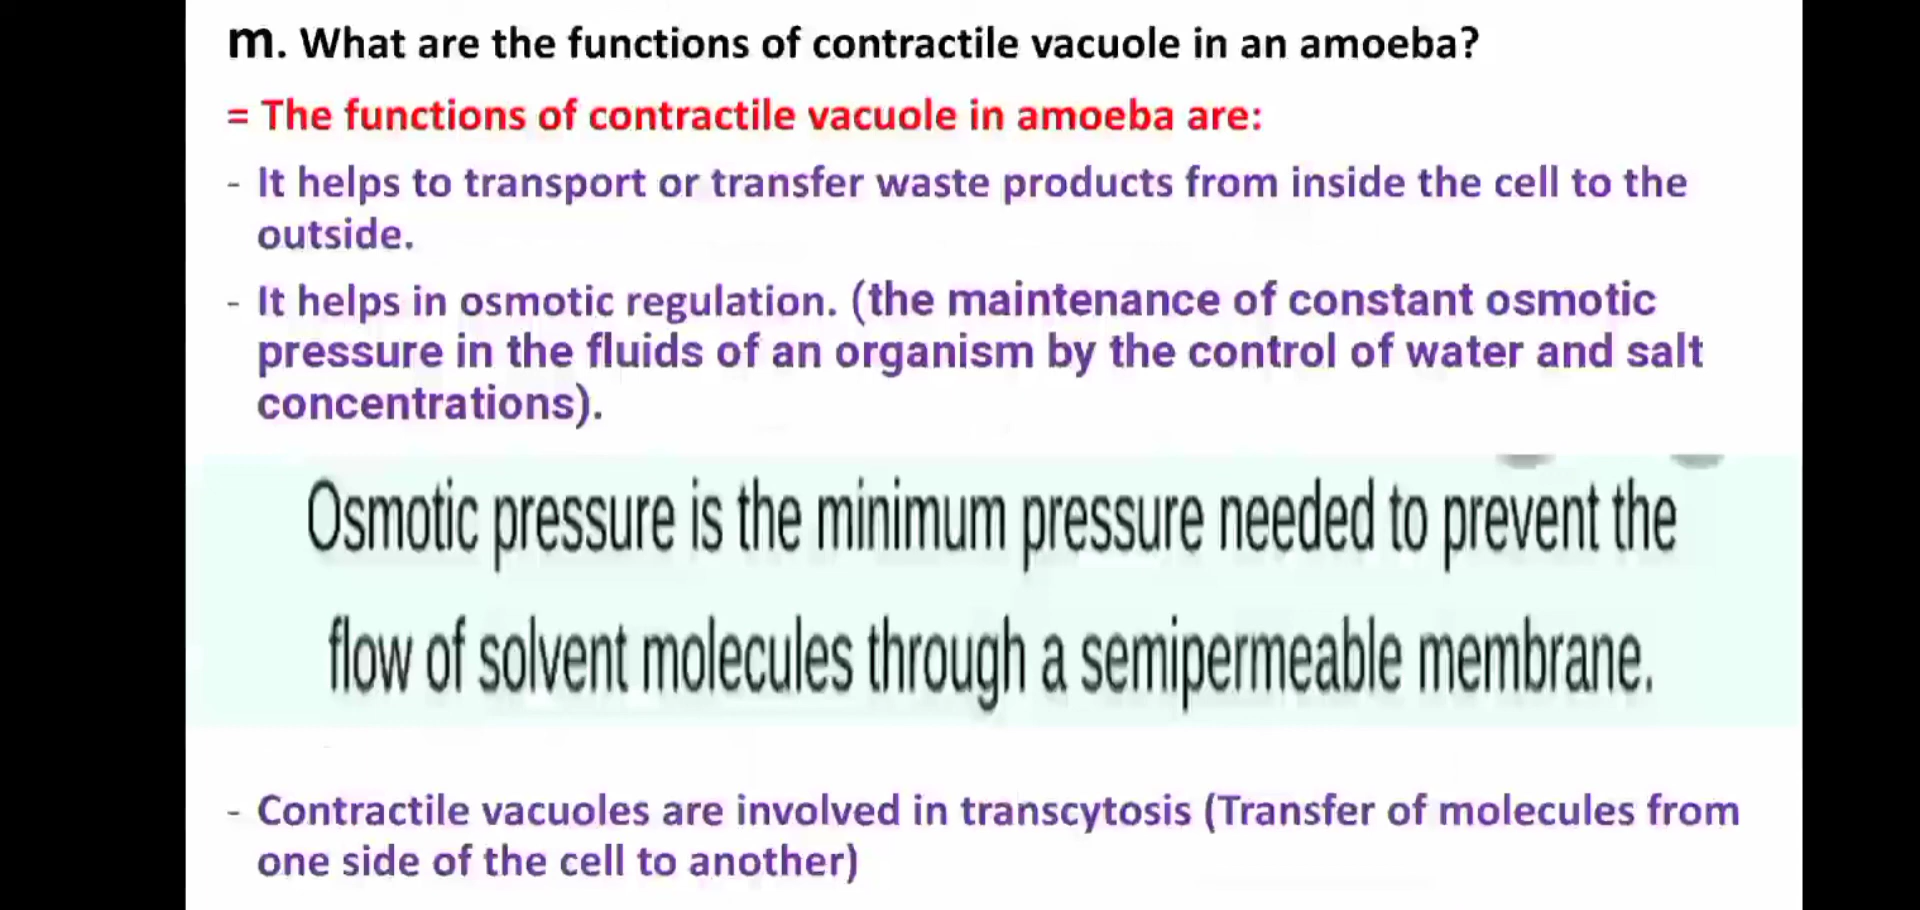 m. What are the functions of contractile vacuole in an amoeba?
= The functions of contractile vacuole in amoeba are:
- It helps to transport or transfer waste products from inside the cell to the
outside.
- It helps in osmotic regulation. (the maintenance of constant osmotic
pressure in the fluids of an organism by the control of water and salt
concentrations).
Osmotic pressure is the minimum pressure needed to prevent the
flow of solvent molecules through a semipermeable membrane.
- Contractile vacuoles are involved in transcytosis (Transfer of molecules from
one side of the cell to another)